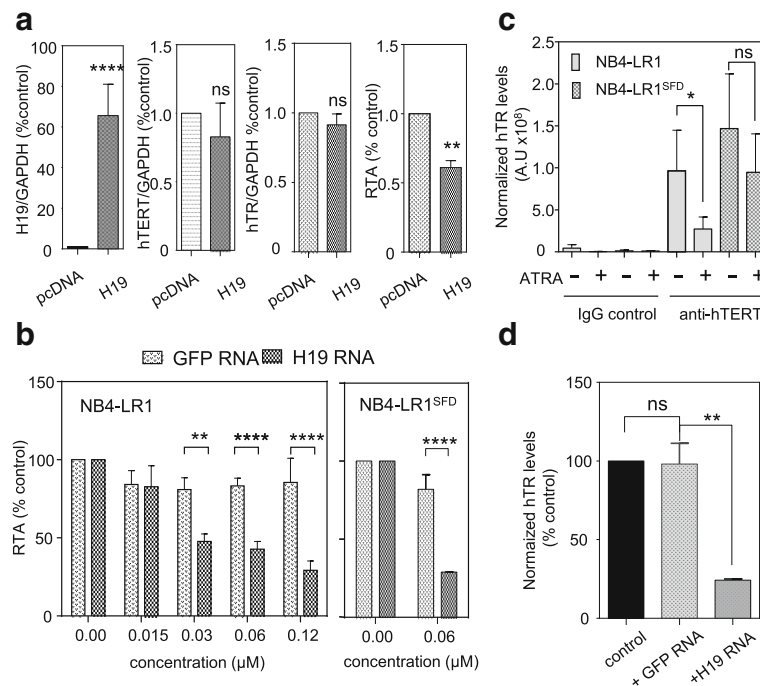 a
H19/GAPDH (%control)
100
80
60
40
20
0
****
pcDNA
H19
hTERT/GAPDH (%control)
1.5
1.0
0.5
0.0
ns
pcDNA
H19
hTR/GAPDH %control)
1.5
1.0
0.5
0.0
ns
pcDNA
H19
RTA (% control)
1.5
1.0
0.5
0.0
**
pcDNA
H19
c
Normalized hTR levels
(A.U x10⁸)
2.5
2.0
1.5
1.0
5.0
0.0
NB4-LR1
NB4-LR1SFD
*
ns
ATRA − + − + − + − +
IgG control anti-hTERT
b
GFP RNA H19 RNA
RTA (% control)
150
100
50
0
NB4-LR1
** **** ****
0.00 0.015 0.03 0.06 0.12
concentration (µM)
NB4-LR1SFD
****
0.00 0.06
concentration (µM)
d
Normaized hTR levels
(% control)
150
100
50
0
ns
**
control
+ GFP RNA
+H19 RNA